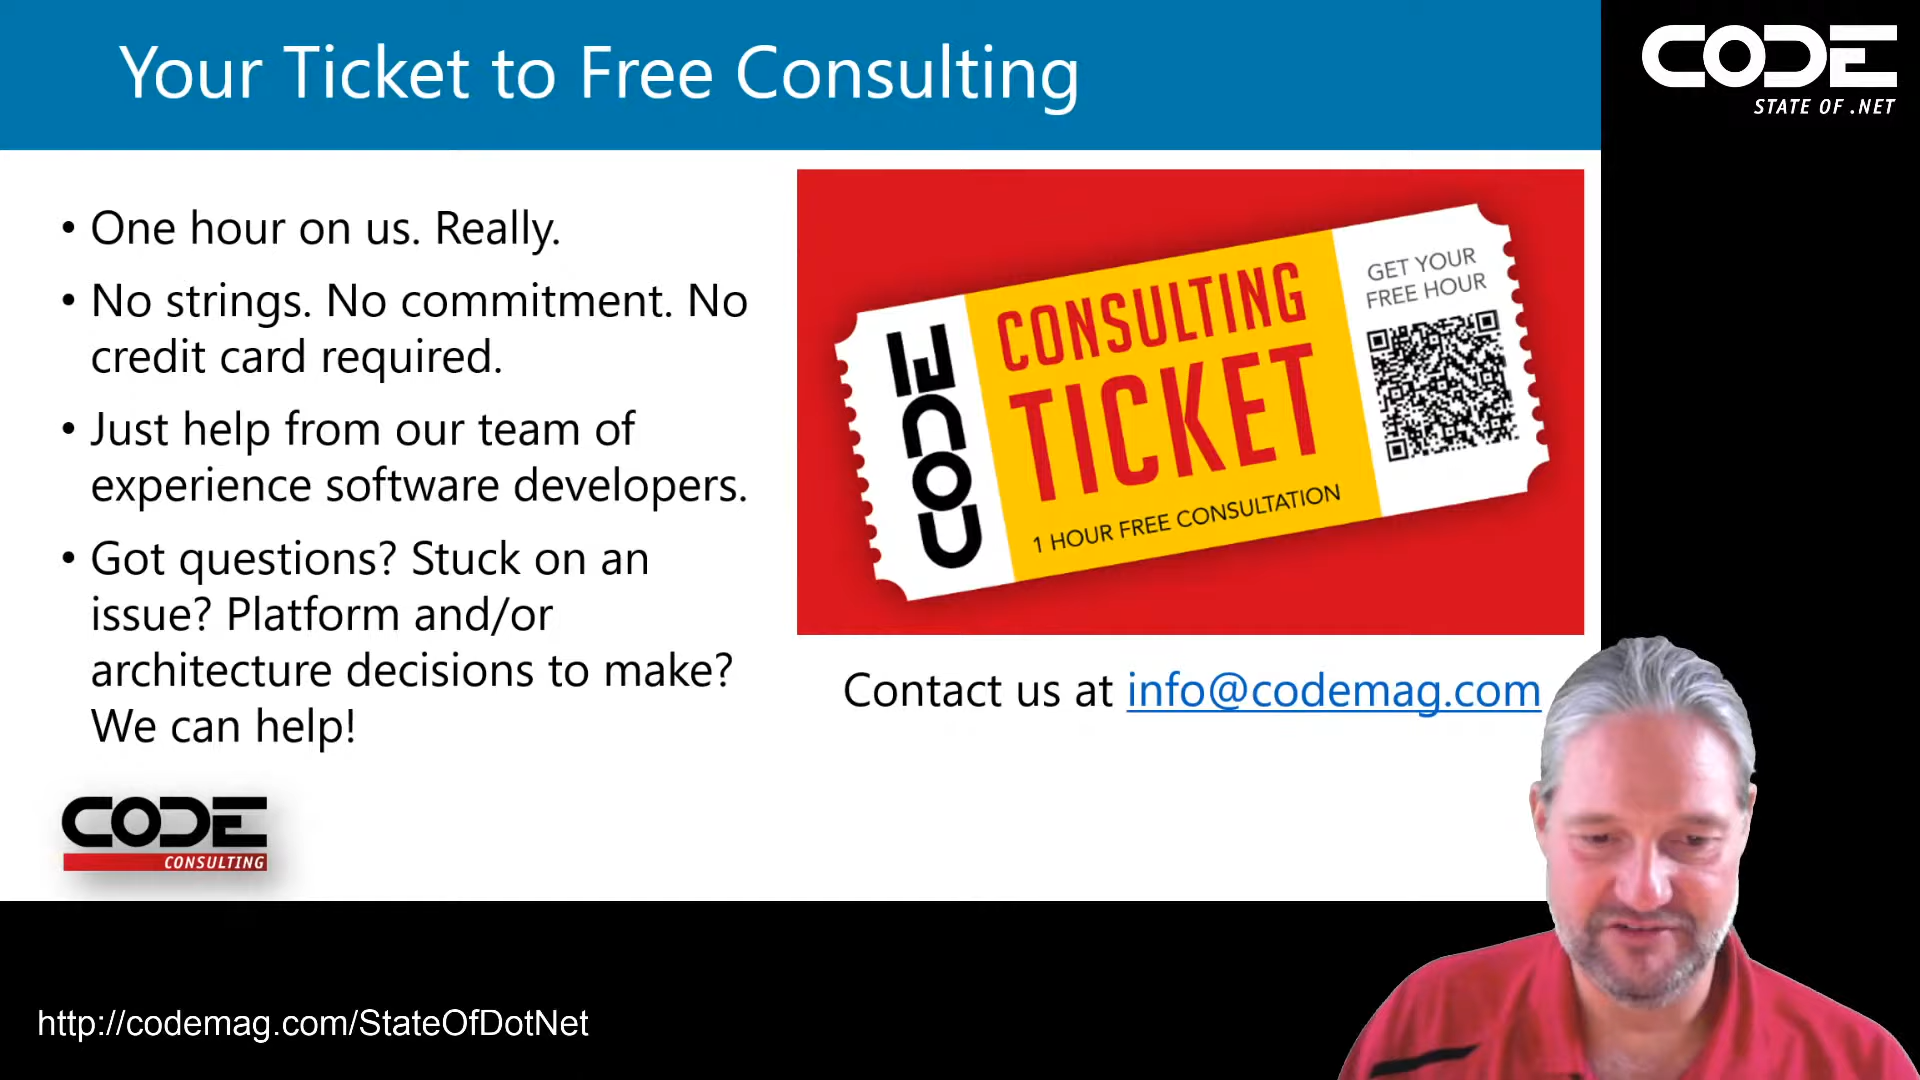 Your Ticket to Free Consulting
CODE
STATE OF .NET
• One hour on us. Really.
• No strings. No commitment. No
credit card required.
• Just help from our team of
experience software developers.
• Got questions? Stuck on an
issue? Platform and/or
architecture decisions to make?
We can help!
CODE
CONSULTING
TICKET
1 HOUR FREE CONSULTATION
GET YOUR
FREE HOUR
Contact us at info@codemag.com
CODE
CONSULTING
http://codemag.com/StateOfDotNet